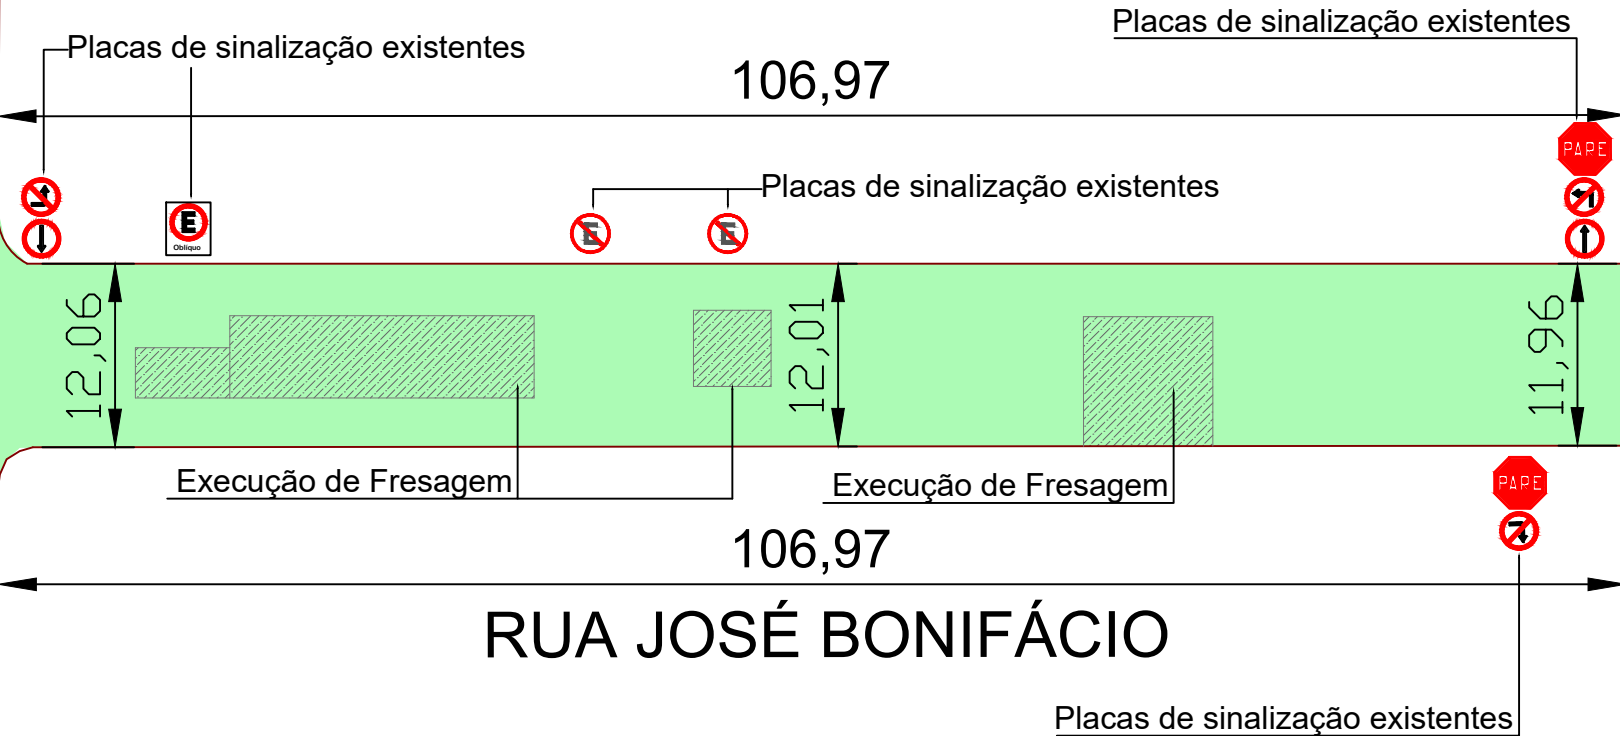 Placas de sinalização existentes
Placas de sinalização existentes
106,97
PARE
E
Oblíquo
E
E
Placas de sinalização existentes
12,06
12,01
11,96
Execução de Fresagem
Execução de Fresagem
PARE
106,97
RUA JOSÉ BONIFÁCIO
Placas de sinalização existentes